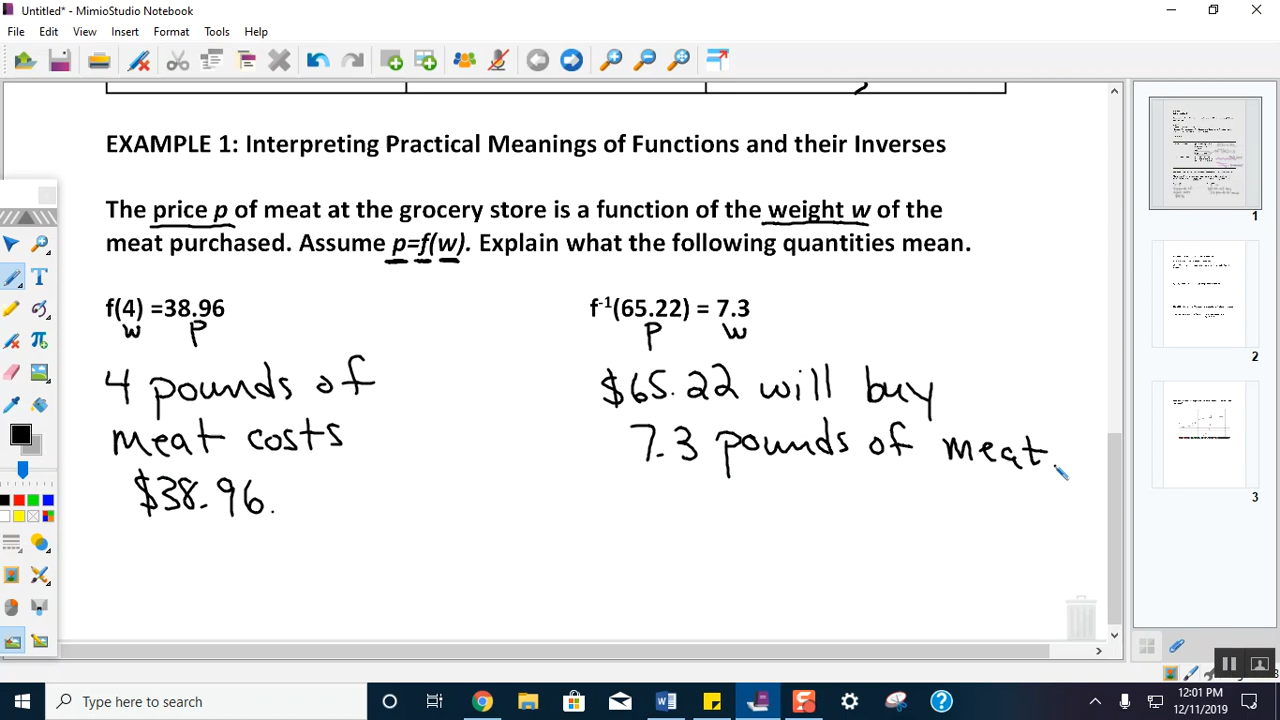 Untitled* - MimioStudio Notebook
File Edit View Insert Format Tools Help
EXAMPLE 1: Interpreting Practical Meanings of Functions and their Inverses
The price p of meat at the grocery store is a function of the weight w of the
meat purchased. Assume p=f(w). Explain what the following quantities mean.
f(4) =38.96
w p
4 pounds of
meat costs
$38.96.
f⁻¹(65.22) = 7.3
p w
$65.22 will buy
7.3 pounds of meat.
1
2
3
Type here to search
12:01 PM
12/11/2019